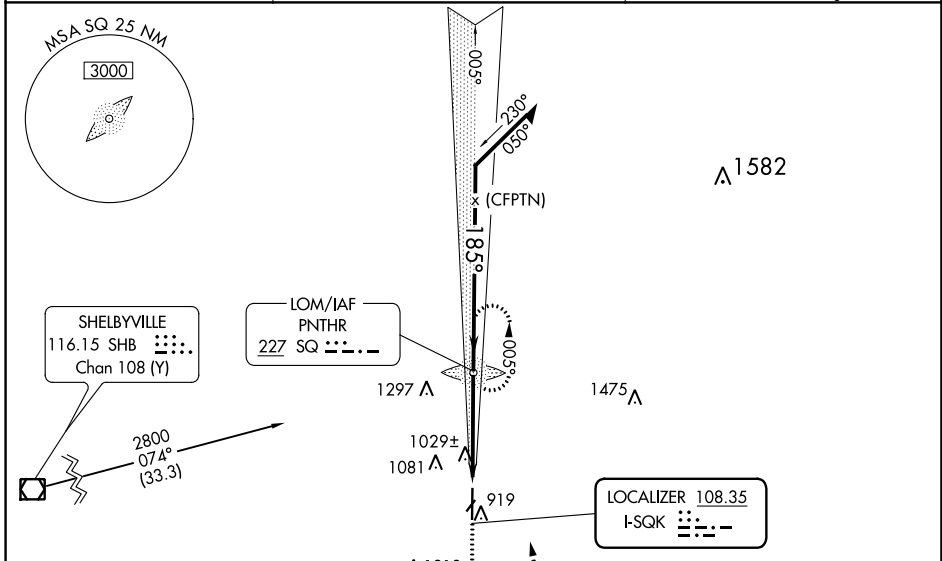 MSA SQ 25 NM
3000
005°
230°
050°
1582
x (CFPTN)
185°
SHELBYVILLE
116.15 SHB
Chan 108 (Y)
LOM/IAF
PNTHR
227 SQ
005°
1297
1475
2800
074°
(33.3)
1029±
1081
919
LOCALIZER 108.35
I-SQK